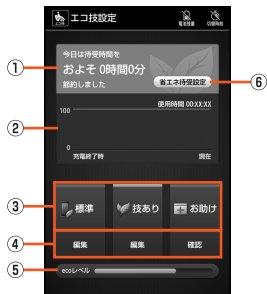 エコ技設定
電池残量
切替時刻
① 今日は待受時間を
およそ 0時間0分
節約しました
省エネ待受設定 ⑥
使用時間 00:XX:XX
100
②
0
充電終了時 現在
③ 標準 技あり お助け
④ 編集 編集 確認
⑤ ecoレベル